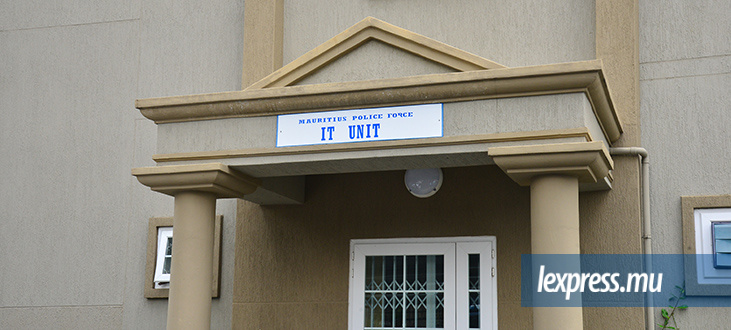 MAURITIUS POLICE FORCE
IT UNIT
lexpress.mu